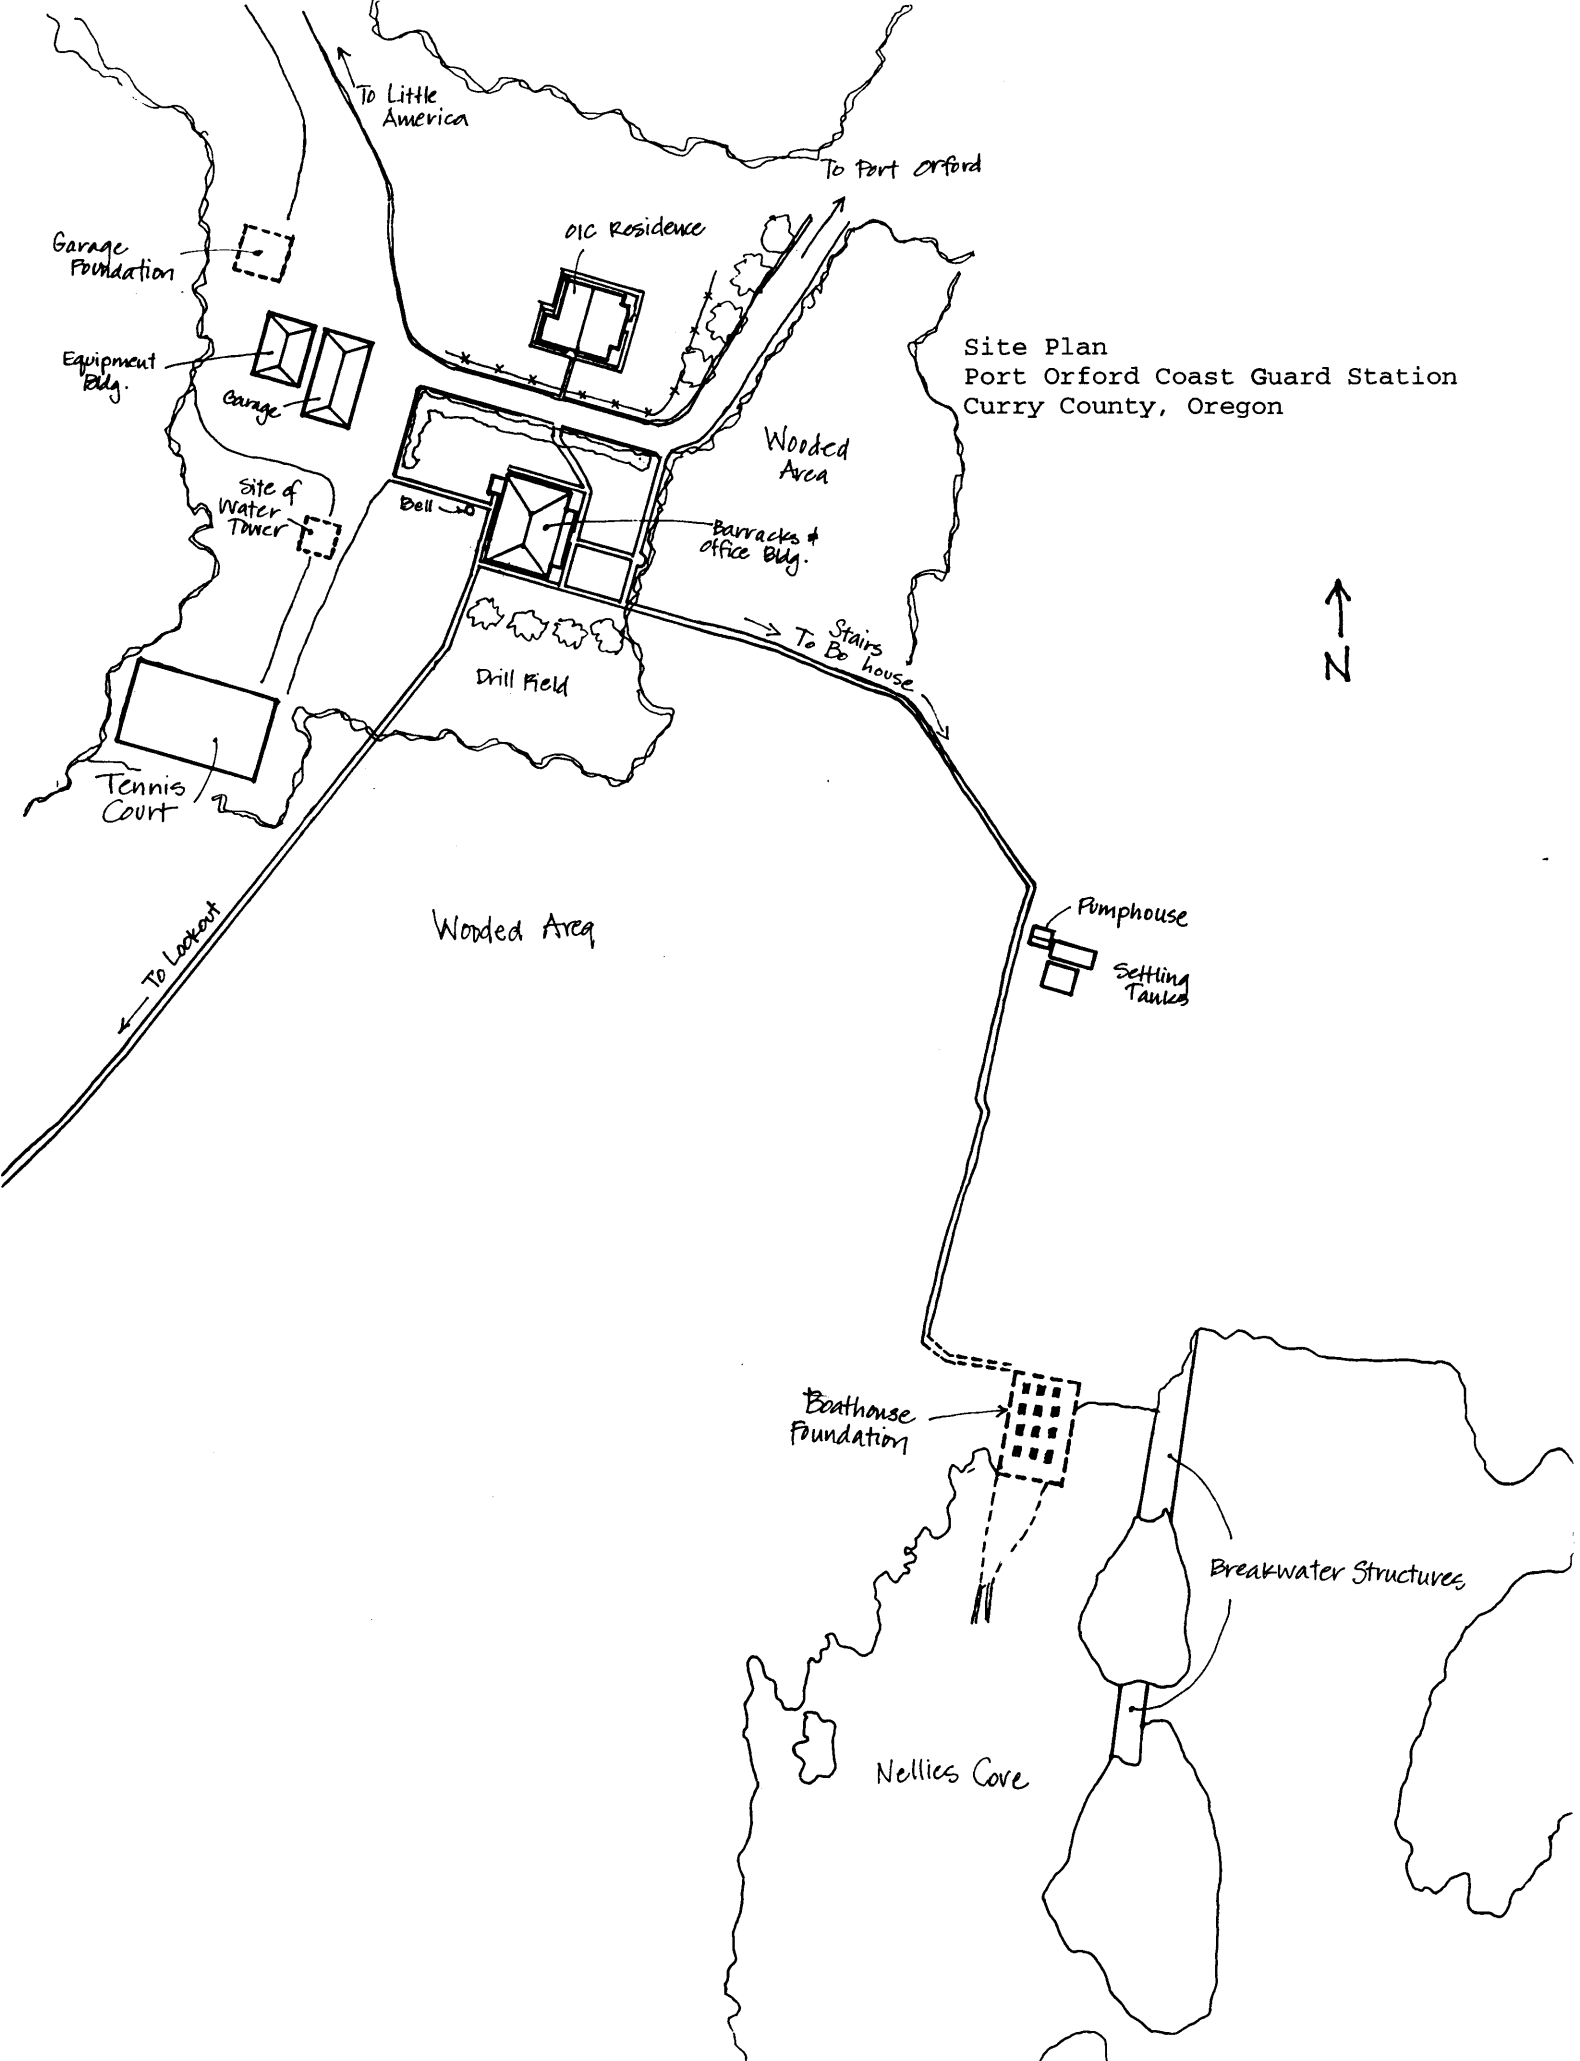 To Little
America
To Port Orford
OIC Residence
Garage
Foundation
Equipment
Bldg.
Garage
Site Plan
Port Orford Coast Guard Station
Curry County, Oregon
Wooded
Area
Site of
Water
Tower
Bell
Barracks &
Office Bldg.
Stairs
To Bo house
N
Drill Field
Tennis
Court
To Lookout
Wooded Area
Pumphouse
Settling
Tanks
Boathouse
Foundation
Breakwater Structures
Nellies Cove